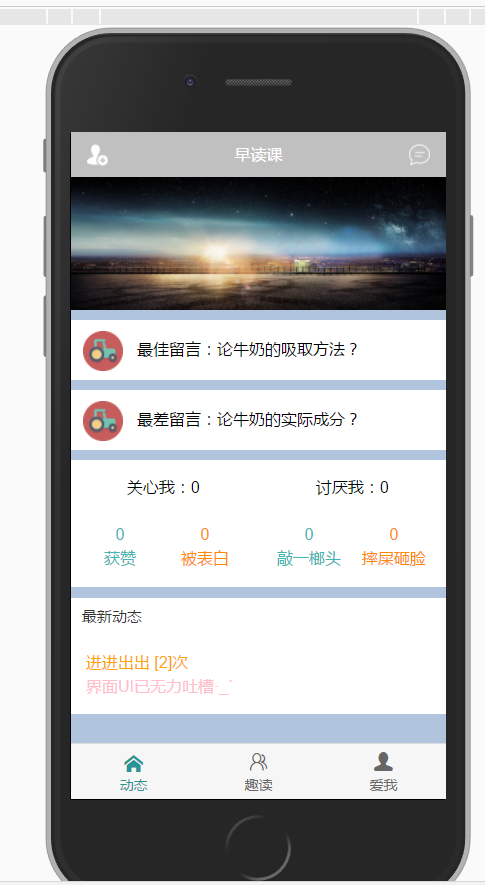 早读课
最佳留言：论牛奶的吸取方法？
最差留言：论牛奶的实际成分？
关心我：0 讨厌我：0
0 0 0 0
获赞 被表白 敲一榔头 摔屎砸脸
最新动态
进进出出 [2]次
界面UI已无力吐槽·_˙
动态 趣读 爱我